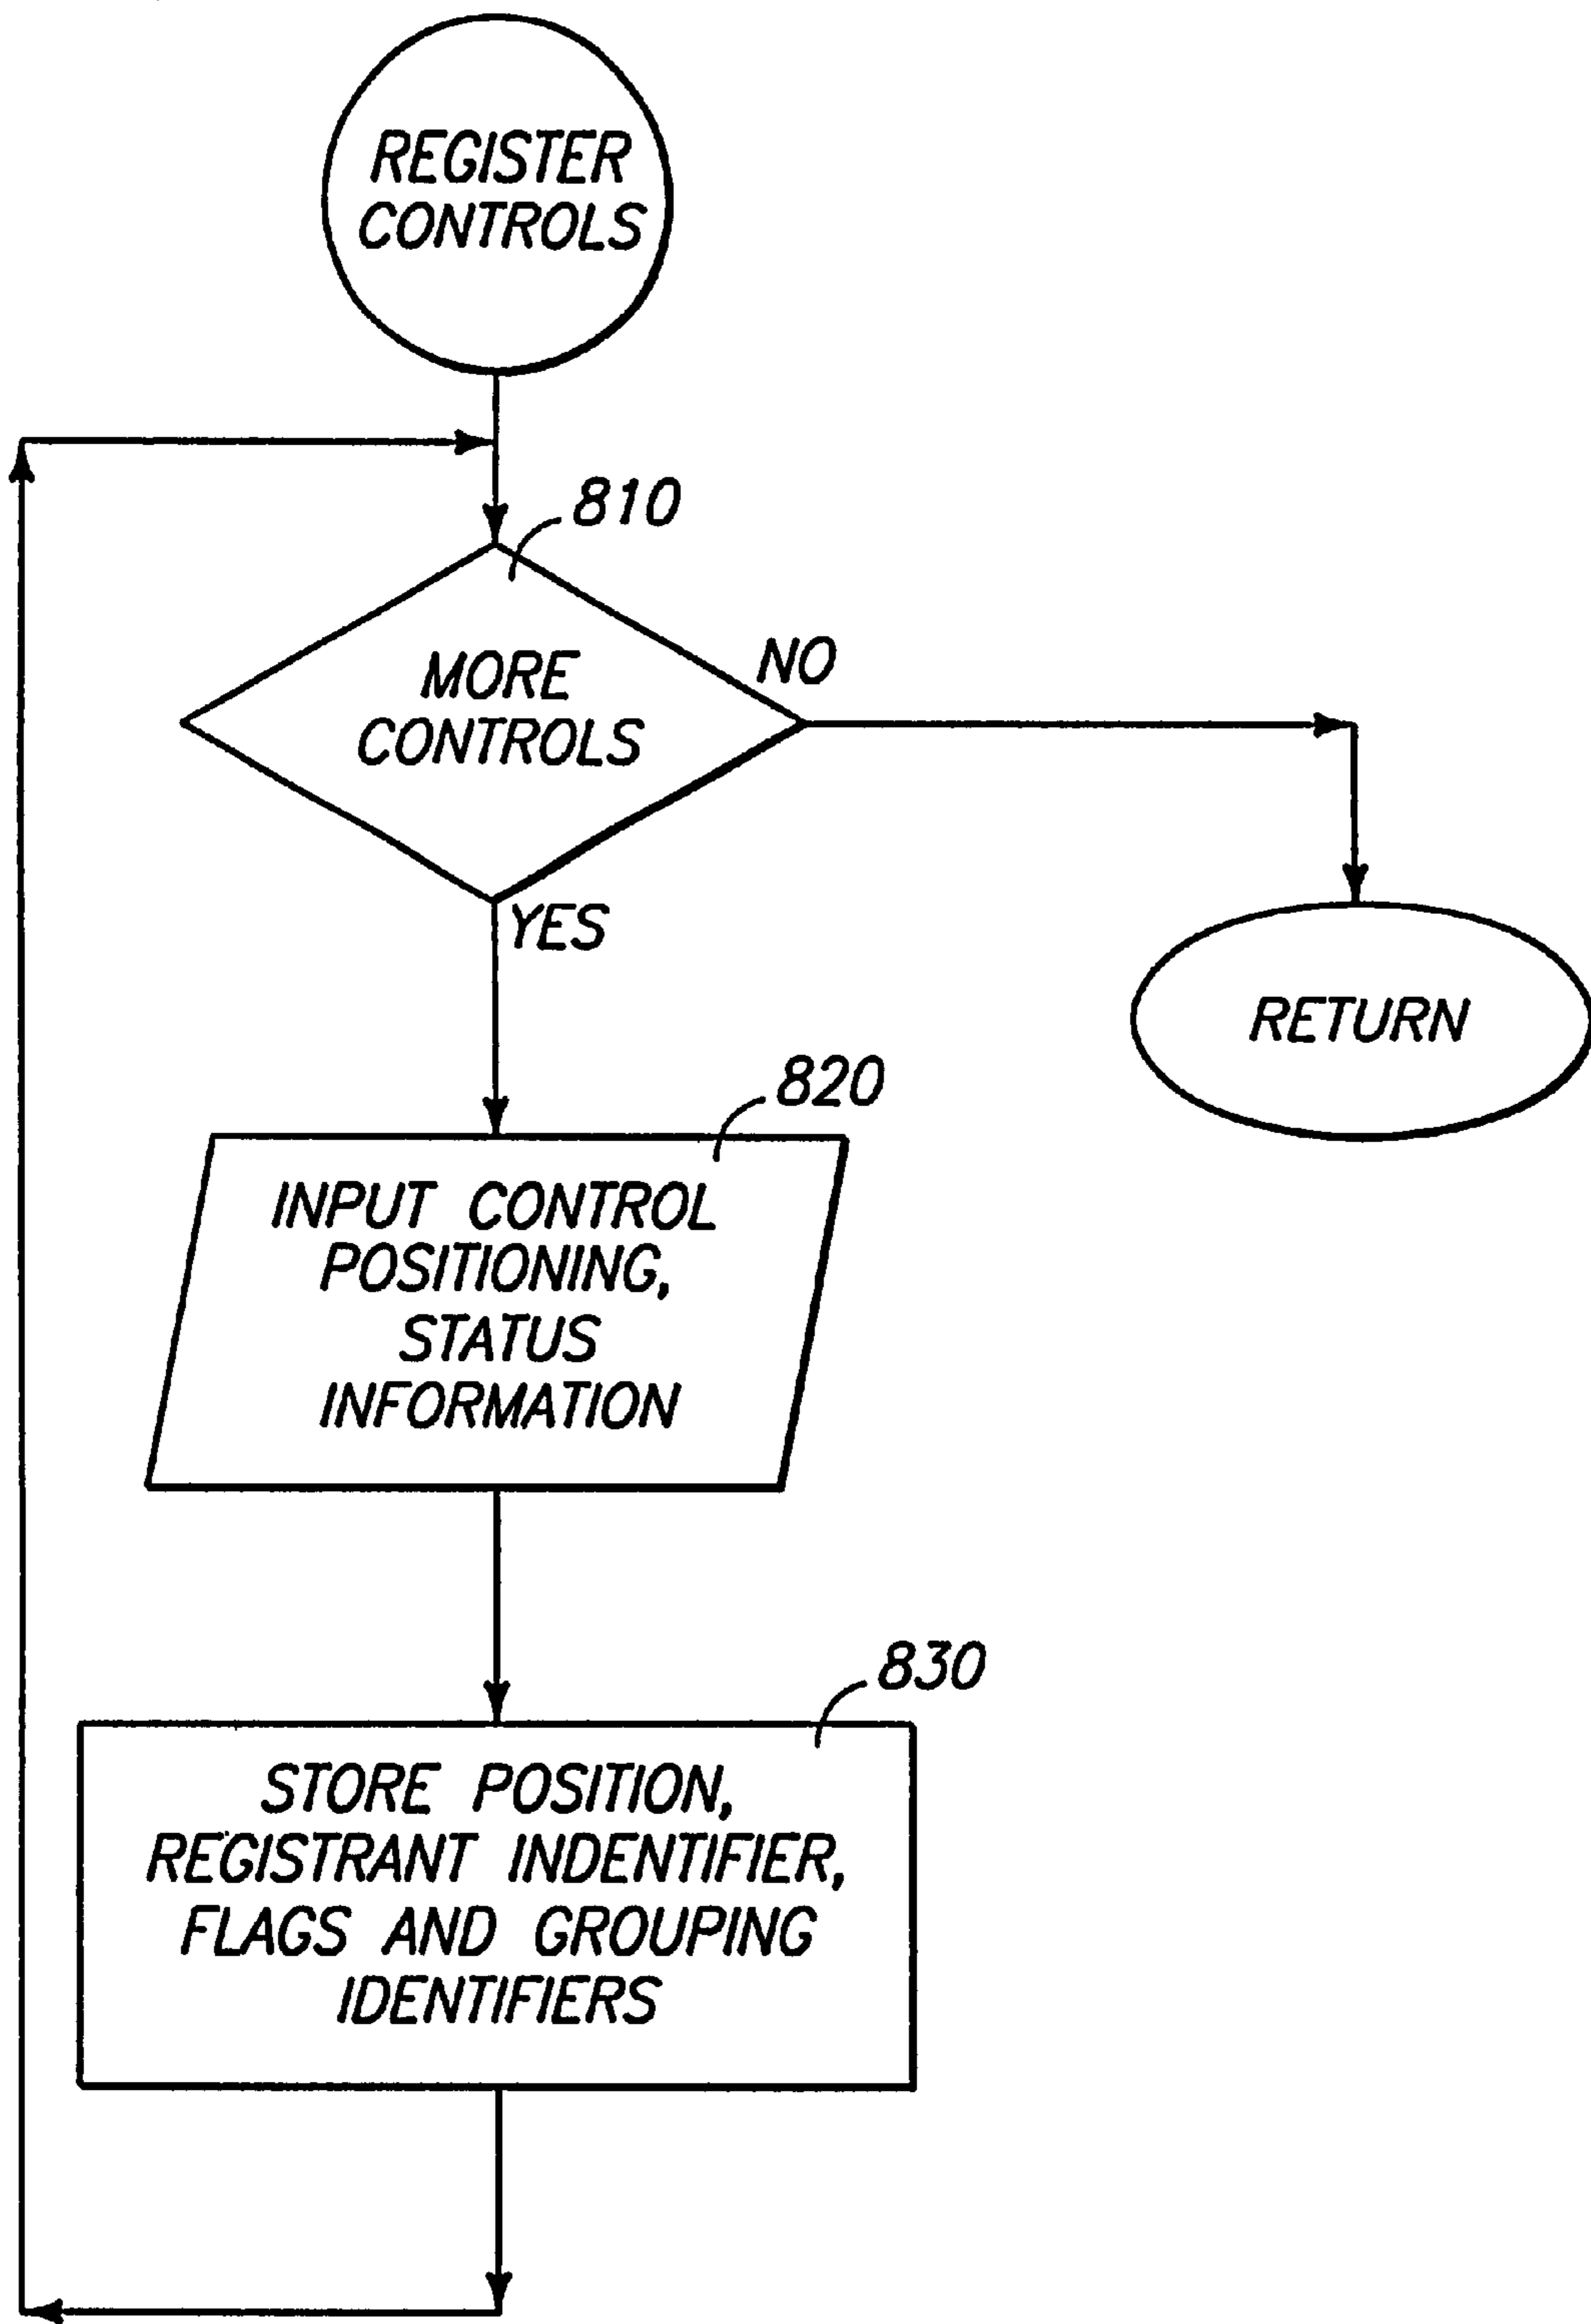 REGISTER
CONTROLS
810
MORE
CONTROLS
NO
YES
RETURN
820
INPUT CONTROL
POSITIONING,
STATUS
INFORMATION
830
STORE POSITION,
REGISTRANT INDENTIFIER,
FLAGS AND GROUPING
IDENTIFIERS